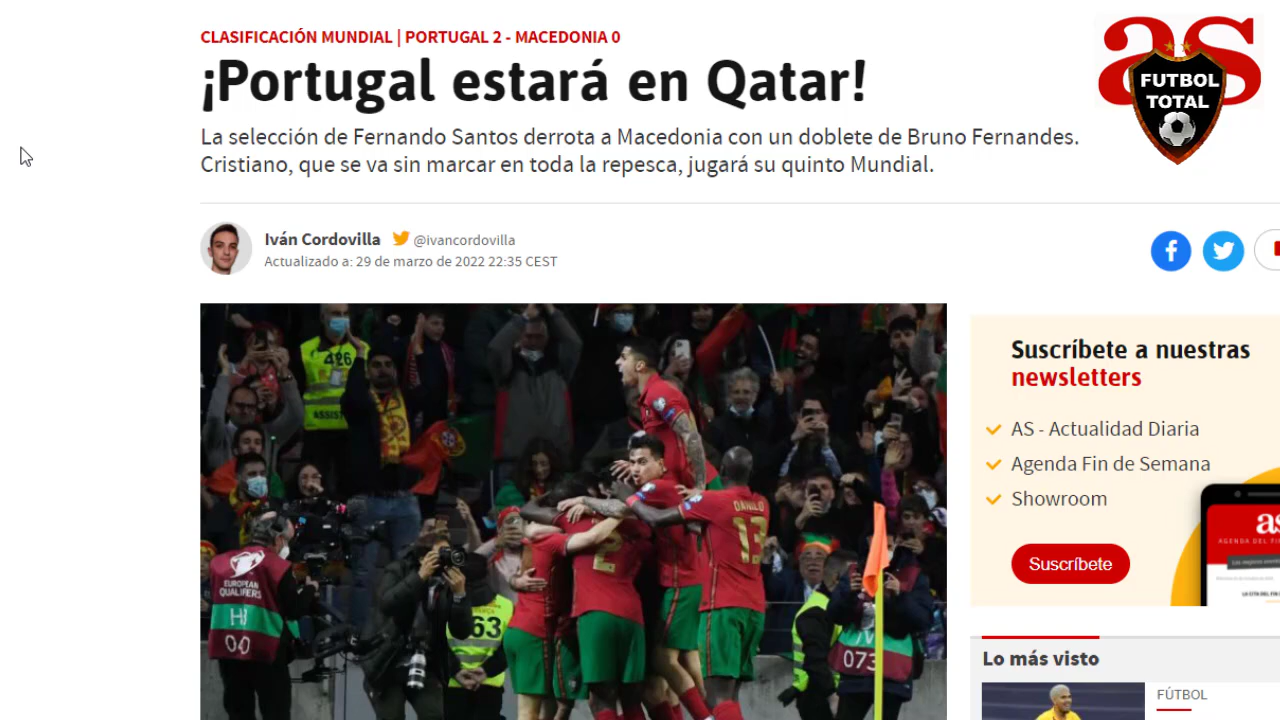 CLASIFICACIÓN MUNDIAL | PORTUGAL 2 - MACEDONIA 0
¡Portugal estará en Qatar!
La selección de Fernando Santos derrota a Macedonia con un doblete de Bruno Fernandes.
Cristiano, que se va sin marcar en toda la repesca, jugará su quinto Mundial.
as
FUTBOL
TOTAL
Iván Cordovilla @ivancordovilla
Actualizado a: 29 de marzo de 2022 22:35 CEST
426
ASSIST
DANILO
13
2
EUROPEAN
QUALIFIERS
63
073
Suscríbete a nuestras
newsletters
AS - Actualidad Diaria
Agenda Fin de Semana
Showroom
Suscríbete
as
Lo más visto
FÚTBOL